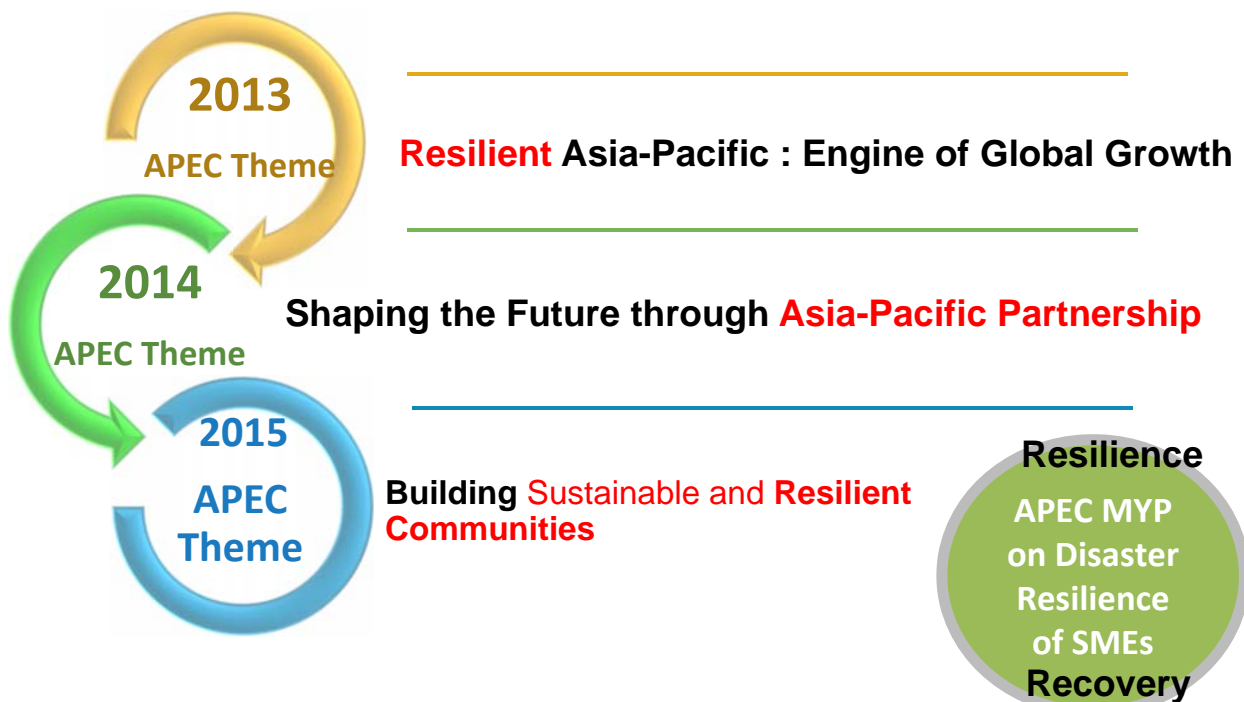 2013
APEC Theme
Resilient Asia-Pacific : Engine of Global Growth
2014
APEC Theme
Shaping the Future through Asia-Pacific Partnership
2015
APEC
Theme
Building Sustainable and Resilient
Communities
Resilience
APEC MYP
on Disaster
Resilience
of SMEs
Recovery